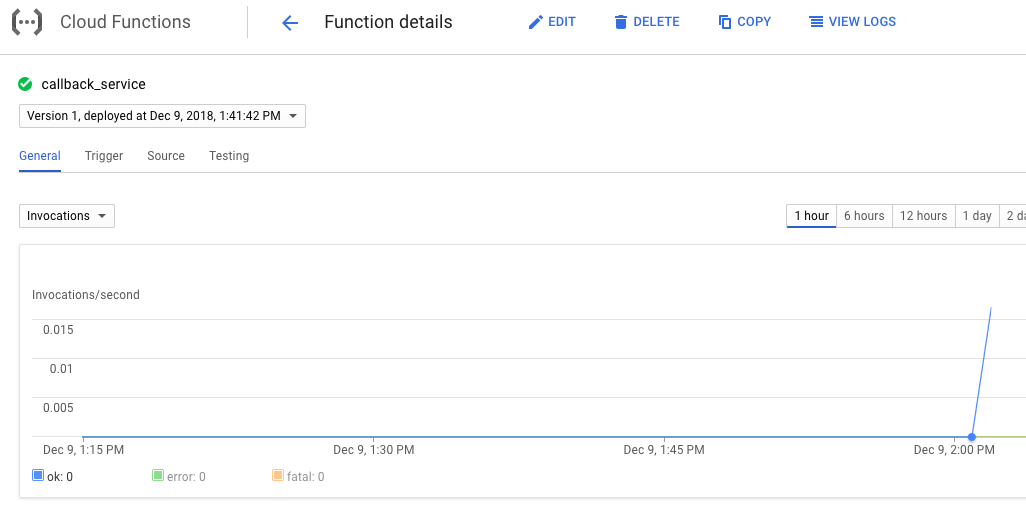 Cloud Functions Function details EDIT DELETE COPY VIEW LOGS
callback_service
Version 1, deployed at Dec 9, 2018, 1:41:42 PM
General Trigger Source Testing
Invocations 1 hour 6 hours 12 hours 1 day 2 da
Invocations/second
0.015
0.01
0.005
Dec 9, 1:15 PM Dec 9, 1:30 PM Dec 9, 1:45 PM Dec 9, 2:00 PM
ok: 0 error: 0 fatal: 0